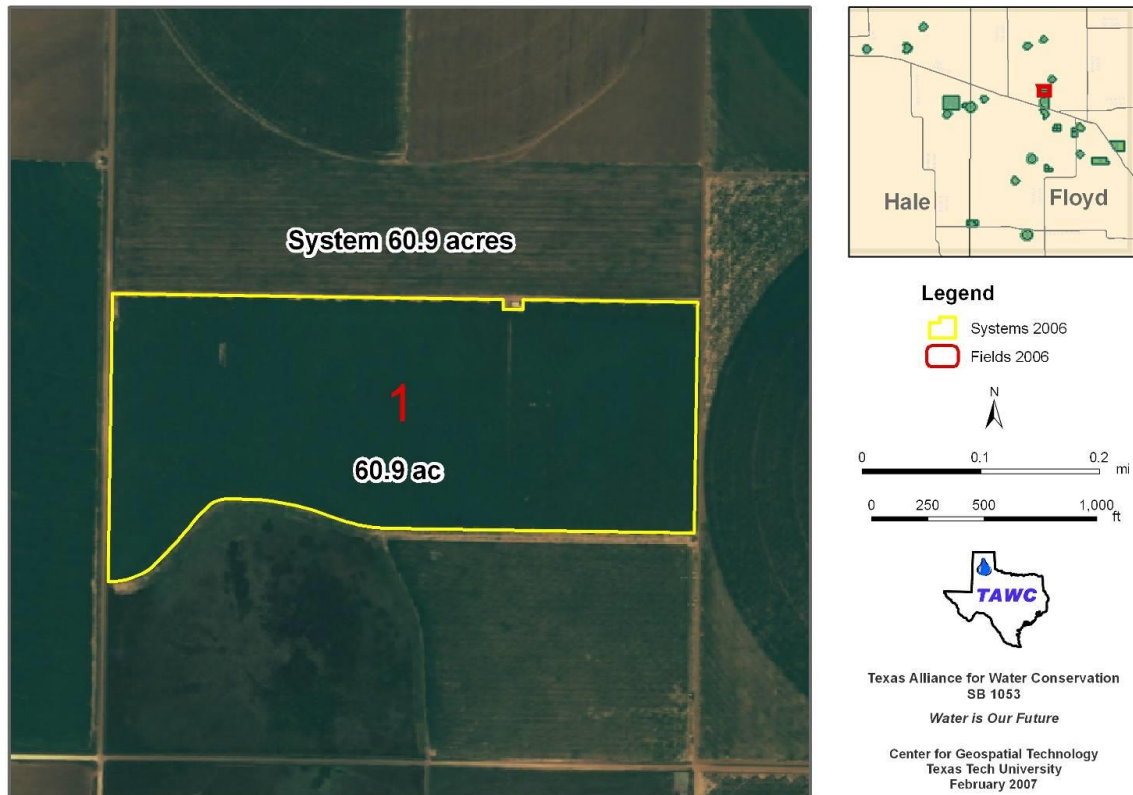 System 60.9 acres
1
60.9 ac
Hale
Floyd
Legend
Systems 2006
Fields 2006
N
0 0.1 0.2
mi
0 250 500 1,000
ft
TAWC
Texas Alliance for Water Conservation
SB 1053
Water is Our Future
Center for Geospatial Technology
Texas Tech University
February 2007